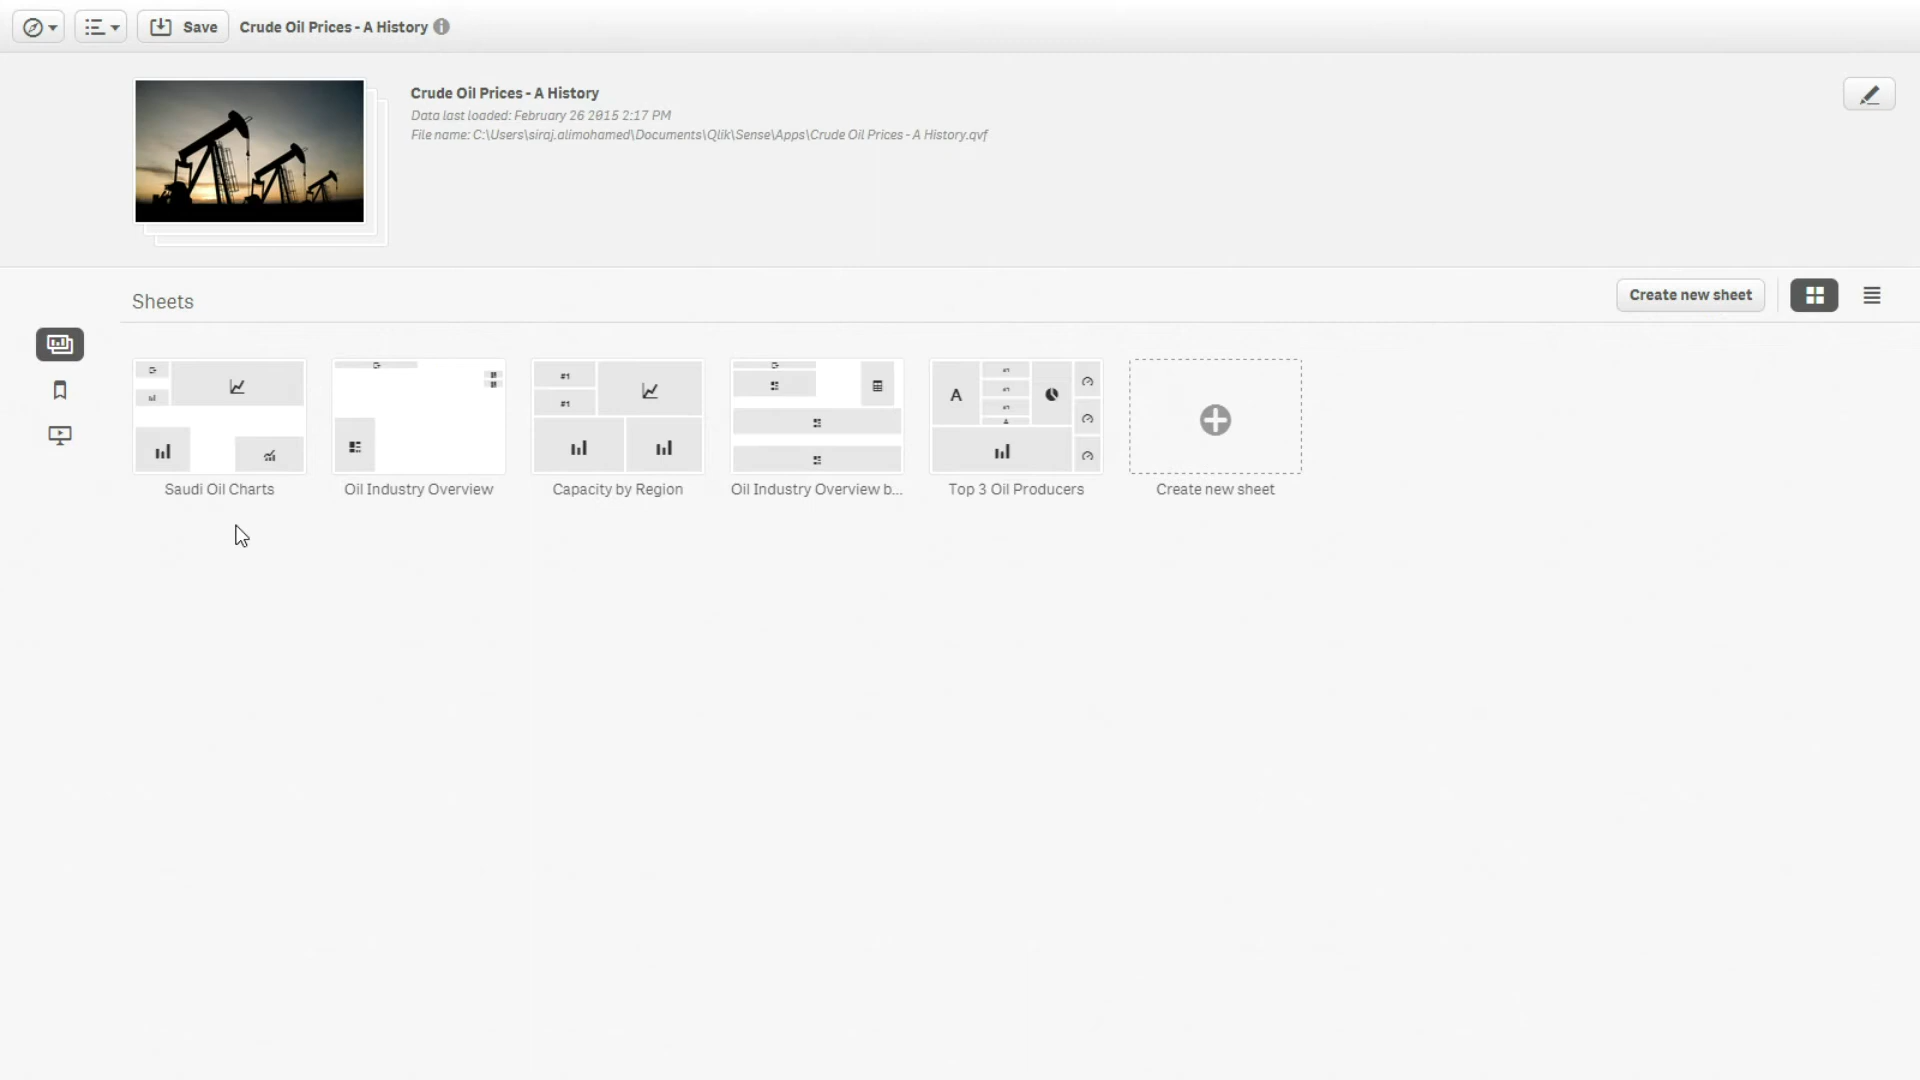 Save
Crude Oil Prices - A History
Crude Oil Prices - A History
Data last loaded: February 26 2015 2:17 PM
File name: C:\Users\siraj.alimohamed\Documents\Qlik\Sense\Apps\Crude Oil Prices - A History.qvf
Sheets
Create new sheet
#1
#1
A
Saudi Oil Charts
Oil Industry Overview
Capacity by Region
Oil Industry Overview b...
Top 3 Oil Producers
Create new sheet